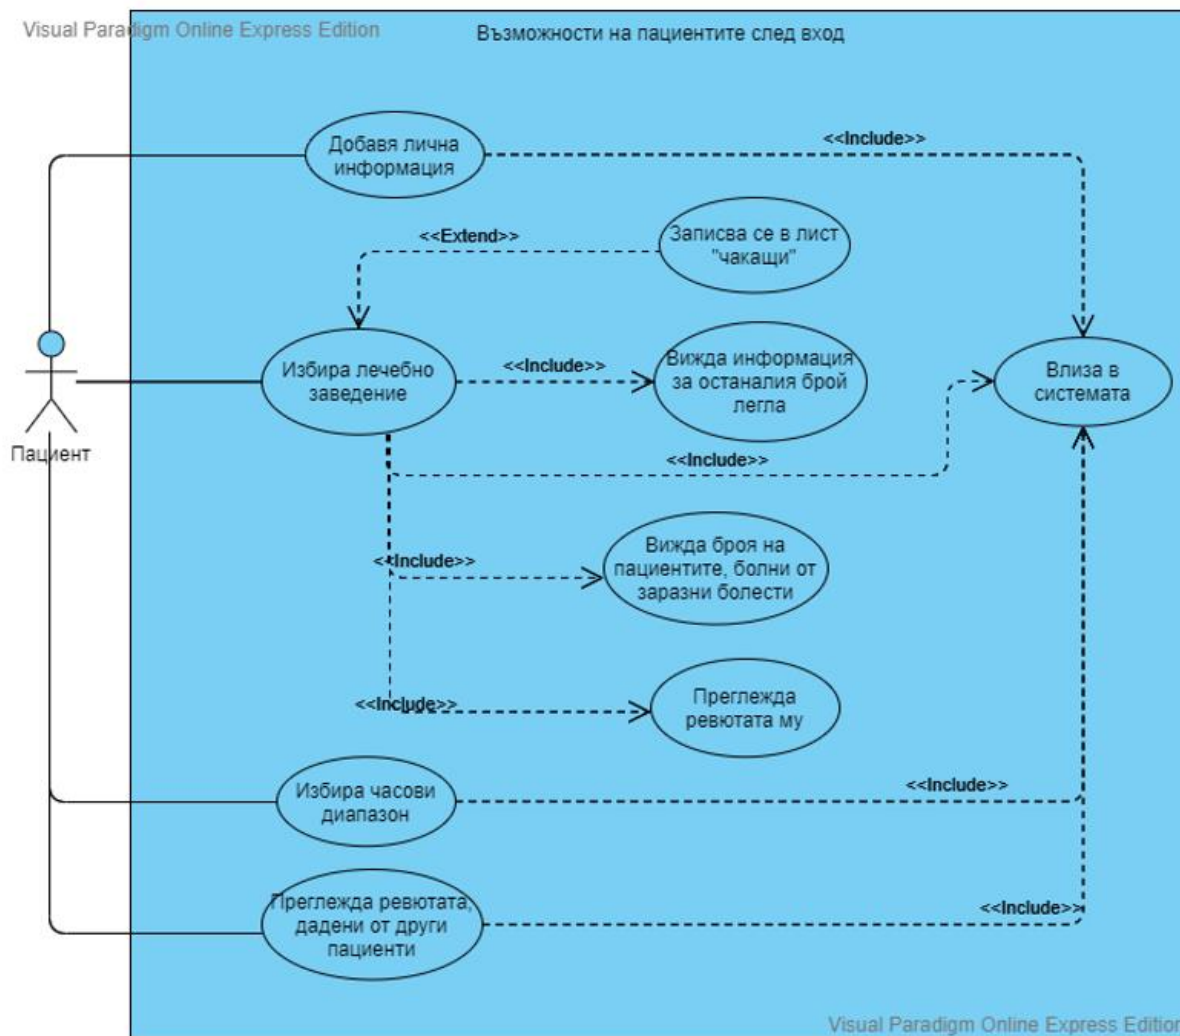 Visual Paradigm Online Express Edition
Възможности на пациентите след вход
Добавя лична
информация
<<Include>>
<<Extend>>
Записва се в лист
"чакащи"
Избира лечебно
заведение
<<Include>>
Вижда информация
за останалия брой
легла
Влиза в
системата
Пациент
<<Include>>
<<Include>>
Вижда броя на
пациентите, болни от
заразни болести
<<Include>>
Преглежда
ревютата му
Избира часови
диапазон
<<Include>>
Преглежда ревютата,
дадени от други
пациенти
<<Include>>
Visual Paradigm Online Express Edition